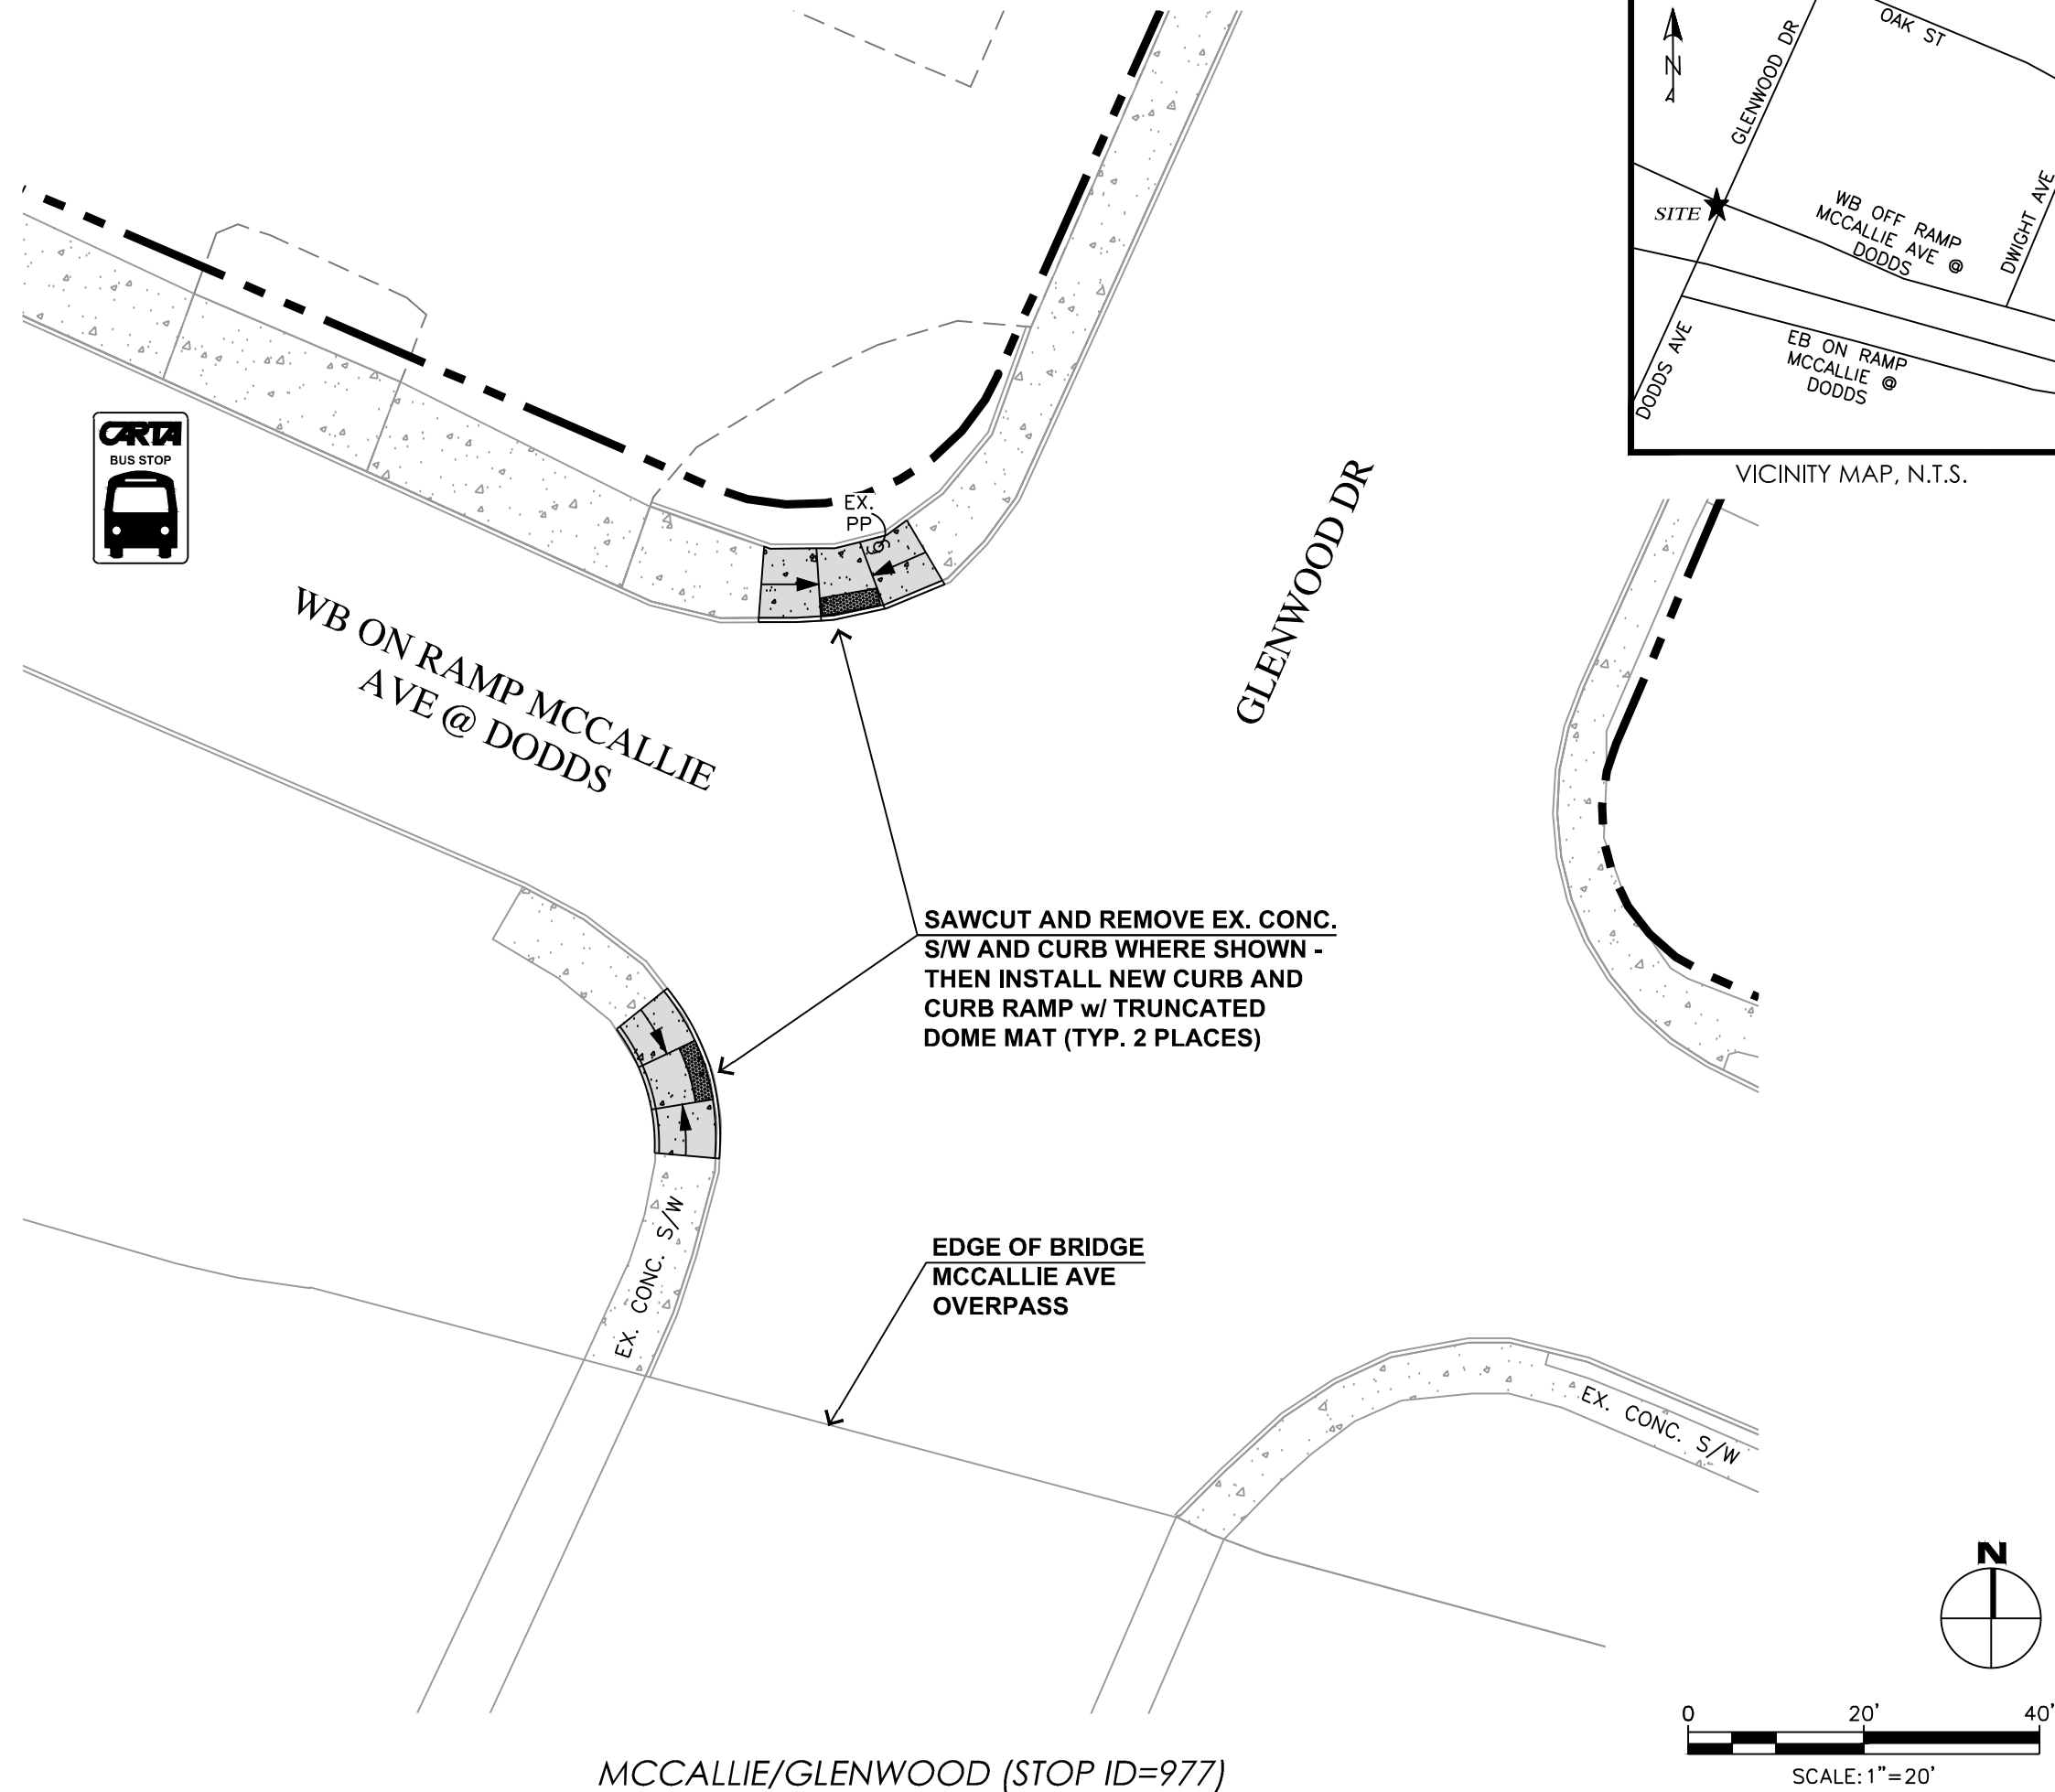 OAK ST
GLENWOOD DR
N
SITE
WB OFF RAMP
MCCALLIE AVE @
DODDS
DWIGHT AVE
DODDS AVE
EB ON RAMP
MCCALLIE @
DODDS
VICINITY MAP, N.T.S.
CARTA
BUS STOP
EX.
PP
GLENWOOD DR
WB ON RAMP MCCALLIE
AVE @ DODDS
SAWCUT AND REMOVE EX. CONC.
S/W AND CURB WHERE SHOWN -
THEN INSTALL NEW CURB AND
CURB RAMP w/ TRUNCATED
DOME MAT (TYP. 2 PLACES)
EX. CONC. S/W
EDGE OF BRIDGE
MCCALLIE AVE
OVERPASS
EX. CONC. S/W
N
0 20' 40'
SCALE: 1"=20'
MCCALLIE/GLENWOOD (STOP ID=977)